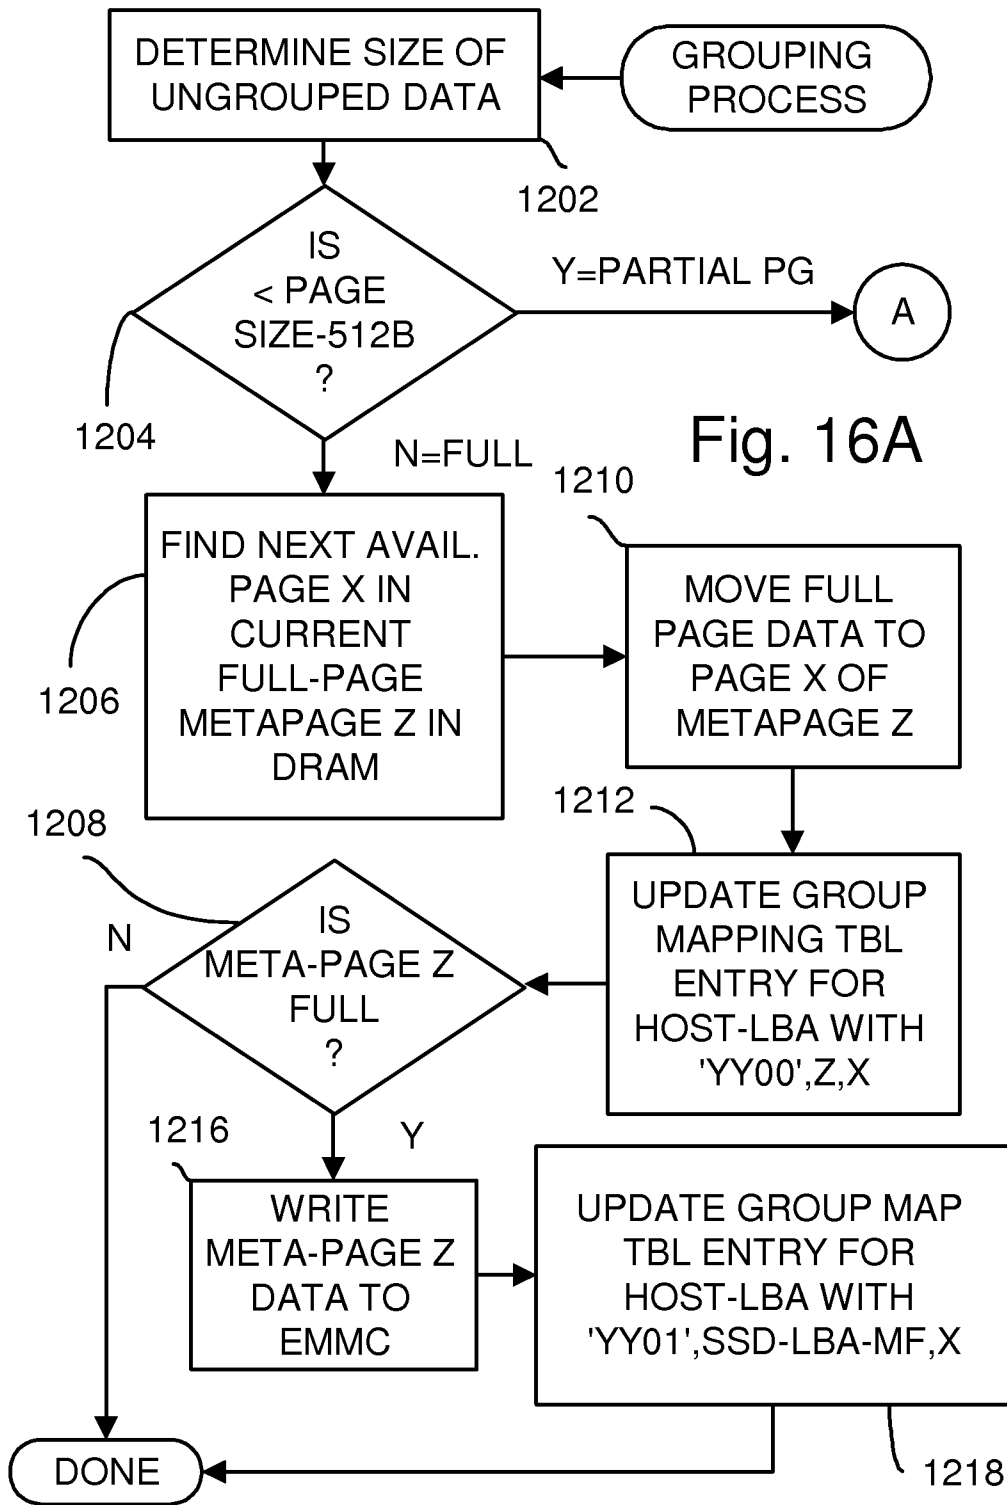 GROUPING
PROCESS
DETERMINE SIZE OF
UNGROUPED DATA
1202
IS
< PAGE
SIZE-512B
?
1204
Y=PARTIAL PG
A
N=FULL
Fig. 16A
FIND NEXT AVAIL.
PAGE X IN
CURRENT
FULL-PAGE
METAPAGE Z IN
DRAM
1206
1210
MOVE FULL
PAGE DATA TO
PAGE X OF
METAPAGE Z
1212
UPDATE GROUP
MAPPING TBL
ENTRY FOR
HOST-LBA WITH
'YY00',Z,X
1208
IS
META-PAGE Z
FULL
?
N
Y
1216
WRITE
META-PAGE Z
DATA TO
EMMC
UPDATE GROUP MAP
TBL ENTRY FOR
HOST-LBA WITH
'YY01',SSD-LBA-MF,X
1218
DONE